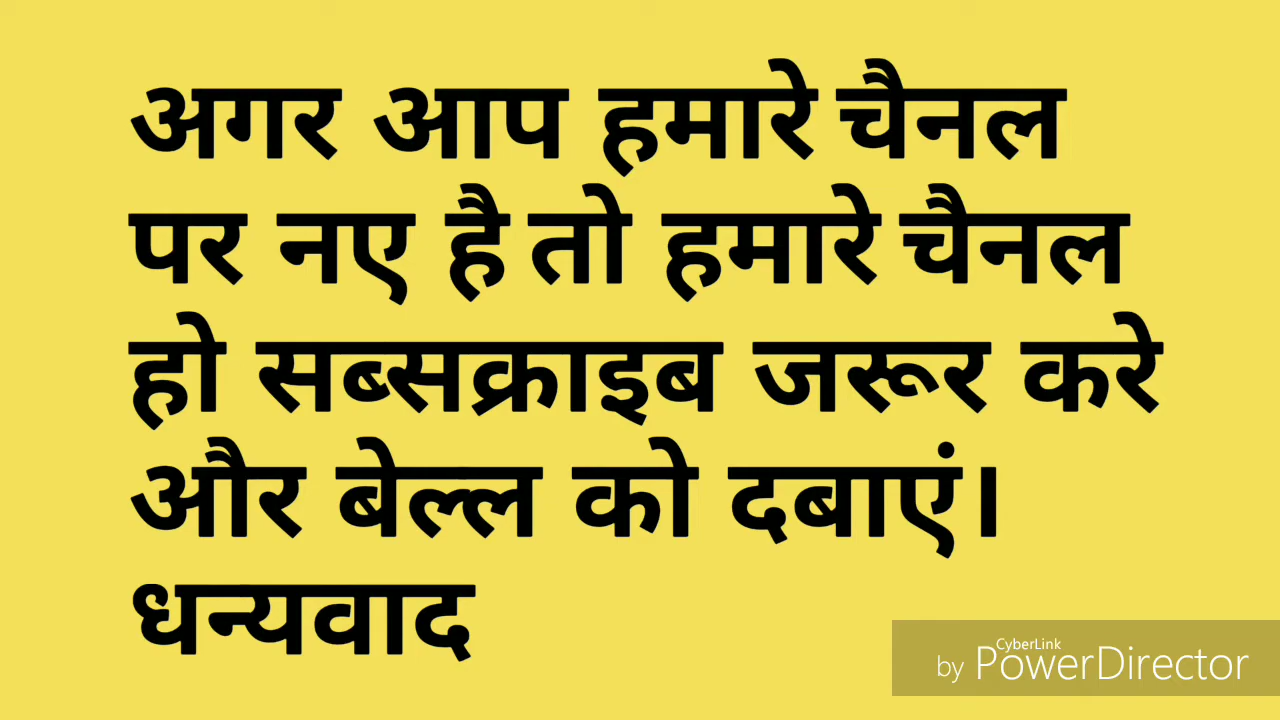 अगर आप हमारे चैनल
पर नए है तो हमारे चैनल
हो सब्सक्राइब जरूर करे
और बेल्ल को दबाएं।
धन्यवाद
CyberLink
by PowerDirector